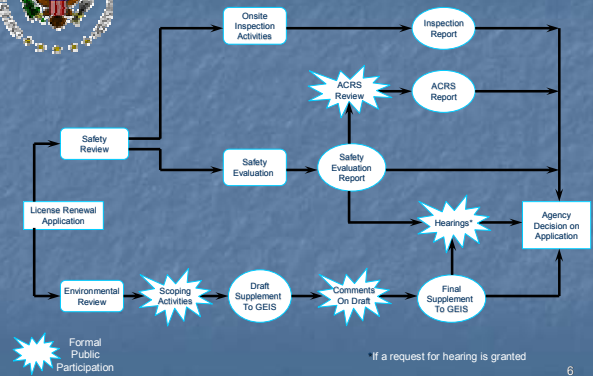 Onsite
Inspection
Activities
Inspection
Report
ACRS
Review
ACRS
Report
Safety
Review
Safety
Evaluation
Safety
Evaluation
Report
License Renewal
Application
Hearings*
Agency
Decision on
Application
Environmental
Review
Scoping
Activities
Draft
Supplement
To GEIS
Comments
On Draft
Final
Supplement
To GEIS
Formal
Public
Participation
*If a request for hearing is granted
6